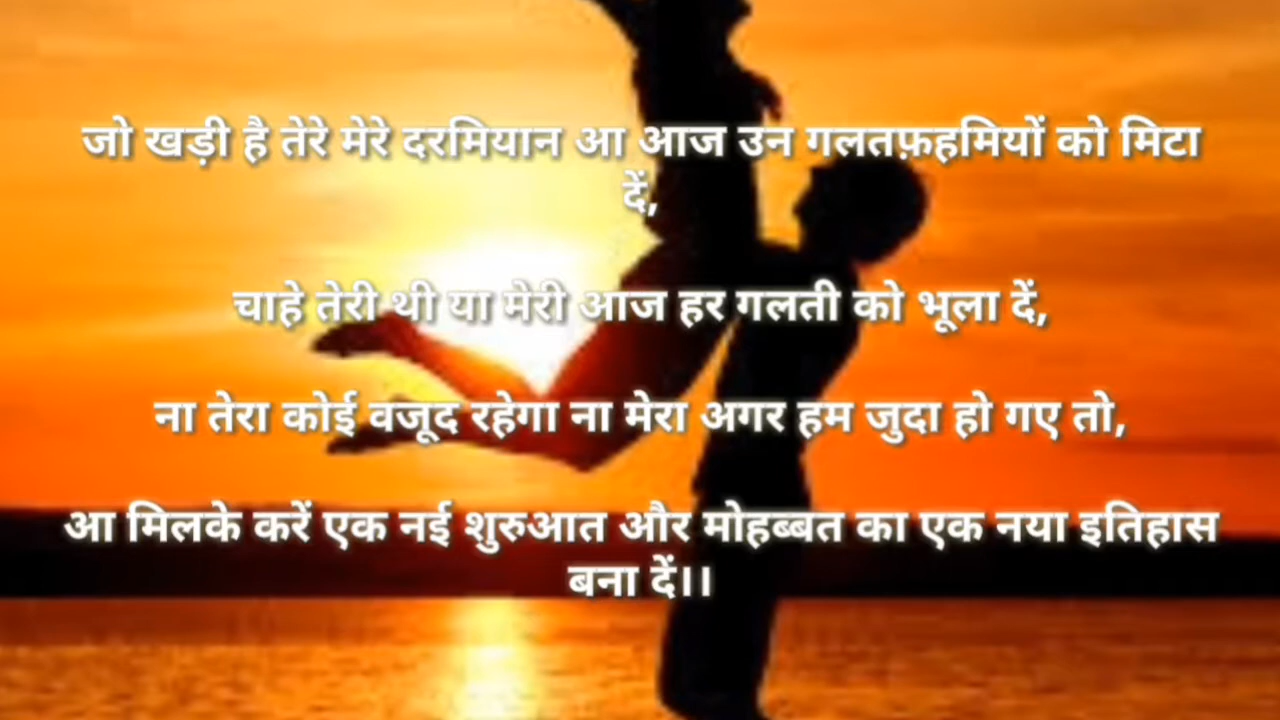 जो खड़ी है तेरे मेरे दरमियान आ आज उन गलतफ़हमियों को मिटा
दें,
चाहे तेरी थी या मेरी आज हर गलती को भूला दें,
ना तेरा कोई वजूद रहेगा ना मेरा अगर हम जुदा हो गए तो,
आ मिलके करें एक नई शुरुआत और मोहब्बत का एक नया इतिहास
बना दें।।